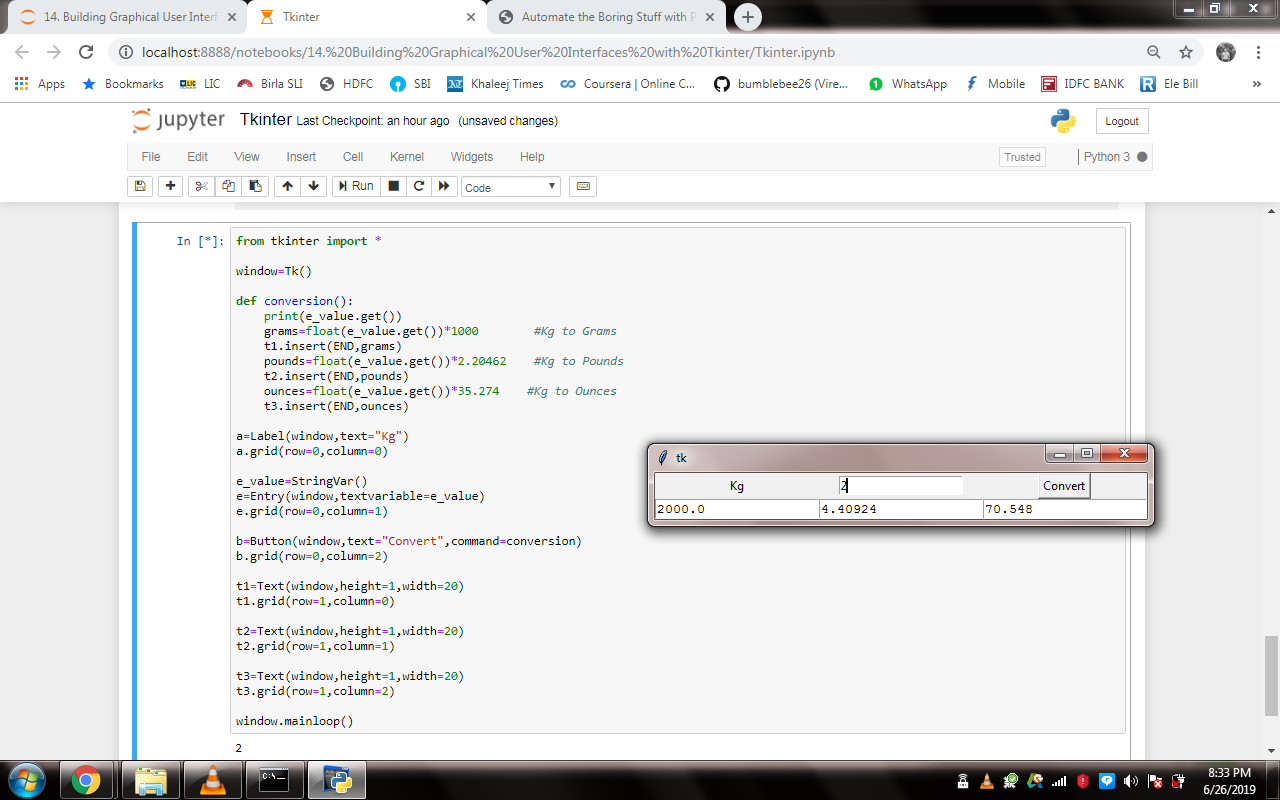 14. Building Graphical User Interf
Tkinter
Automate the Boring Stuff with P
localhost:8888/notebooks/14.%20Building%20Graphical%20User%20Interfaces%20with%20Tkinter/Tkinter.ipynb
Apps Bookmarks LIC Birla SLI HDFC SBI Khaleej Times Coursera | Online C... bumblebee26 (Vire... WhatsApp Mobile IDFC BANK Ele Bill »
jupyter Tkinter Last Checkpoint: an hour ago (unsaved changes) Logout
File Edit View Insert Cell Kernel Widgets Help Trusted Python 3
Run Code
In [*]:
from tkinter import *
window=Tk()
def conversion():
    print(e_value.get())
    grams=float(e_value.get())*1000        #Kg to Grams
    t1.insert(END,grams)
    pounds=float(e_value.get())*2.20462    #Kg to Pounds
    t2.insert(END,pounds)
    ounces=float(e_value.get())*35.274    #Kg to Ounces
    t3.insert(END,ounces)
a=Label(window,text="Kg")
a.grid(row=0,column=0)
e_value=StringVar()
e=Entry(window,textvariable=e_value)
e.grid(row=0,column=1)
b=Button(window,text="Convert",command=conversion)
b.grid(row=0,column=2)
t1=Text(window,height=1,width=20)
t1.grid(row=1,column=0)
t2=Text(window,height=1,width=20)
t2.grid(row=1,column=1)
t3=Text(window,height=1,width=20)
t3.grid(row=1,column=2)
window.mainloop()
2
tk
Kg 2 Convert
2000.0 4.40924 70.548
8:33 PM
6/26/2019